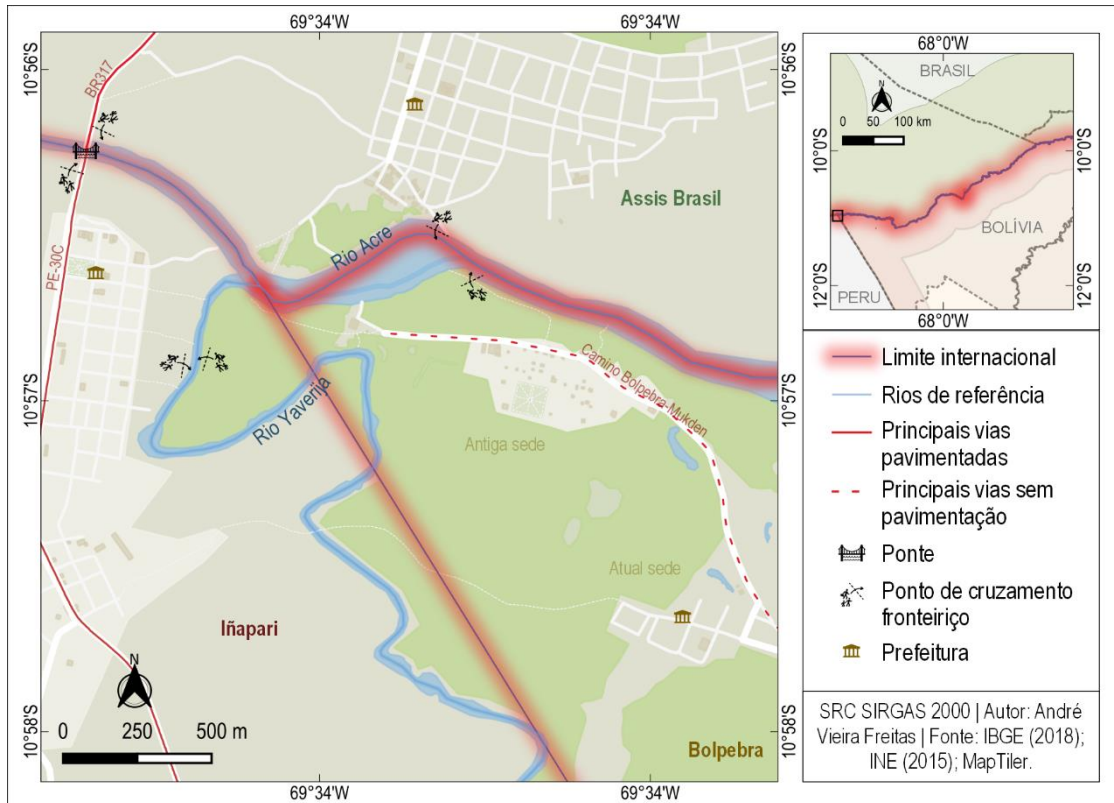 69°34'W
69°34'W
10°56'S
10°56'S
BR317
PE-30C
Assis Brasil
Rio Acre
Camino Bolpebra-Mukden
Rio Yaverija
10°57'S
10°57'S
Antiga sede
Atual sede
Iñapari
N
0 250 500 m
Bolpebra
10°58'S
10°58'S
69°34'W
69°34'W
68°0'W
BRASIL
0 50 100 km
10°0'S
10°0'S
BOLÍVIA
PERU
12°0'S
12°0'S
68°0'W
Limite internacional
Rios de referência
Principais vias
pavimentadas
Principais vias sem
pavimentação
Ponte
Ponto de cruzamento
fronteiriço
Prefeitura
SRC SIRGAS 2000 | Autor: André
Vieira Freitas | Fonte: IBGE (2018);
INE (2015); MapTiler.